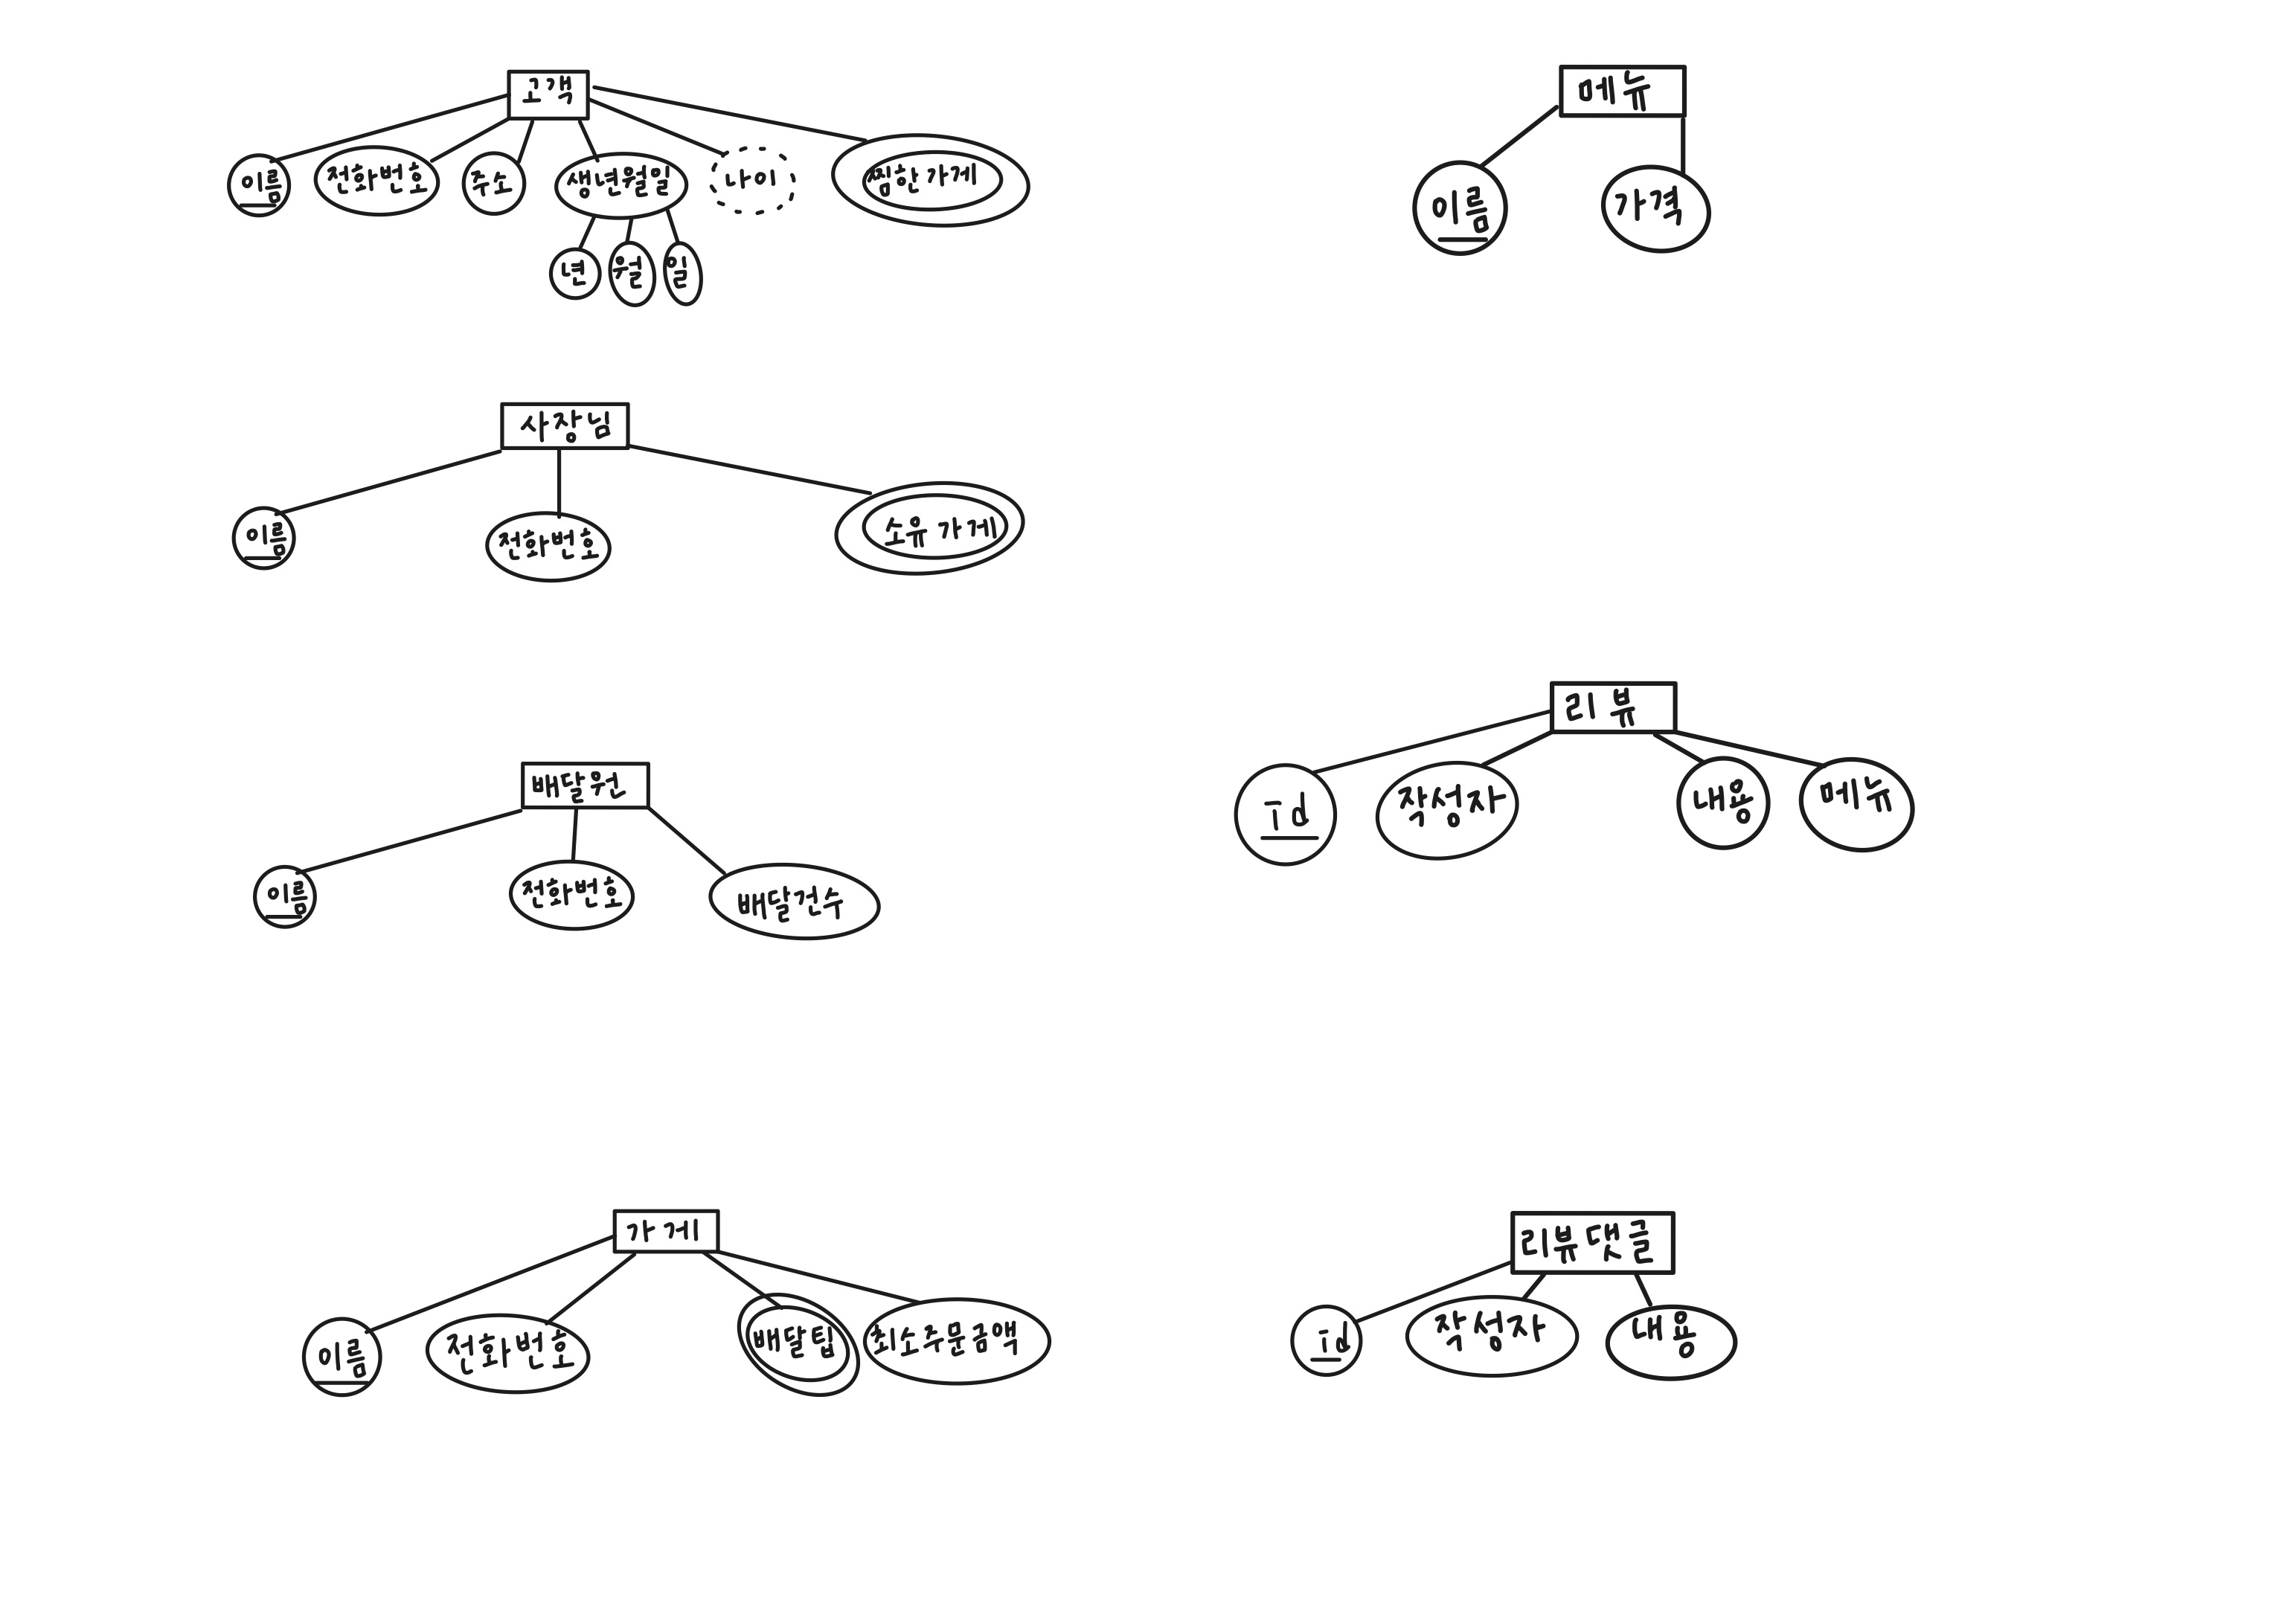 고객
이름
전화번호
주소
생년월일
나이
찜한 가게
년
월
일
사장님
이름
전화번호
소유 가게
배달원
이름
전화번호
배달건수
가게
이름
전화번호
배달팁
최소주문금액
메뉴
이름
가격
리뷰
id
작성자
내용
메뉴
리뷰댓글
id
작성자
내용